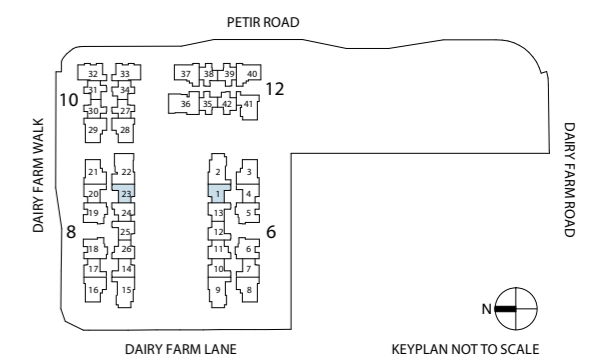 PETIR ROAD
32 33 37 38 39 40
10 31 34 12
30 27 36 35 42 41
29 28
DAIRY FARM WALK
DAIRY FARM ROAD
21 22 2 3
20 23 1 4
19 24 13 5
8 25 12 6
18 26 11 6
17 14 10 7
16 15 9 8
N
DAIRY FARM LANE
KEYPLAN NOT TO SCALE